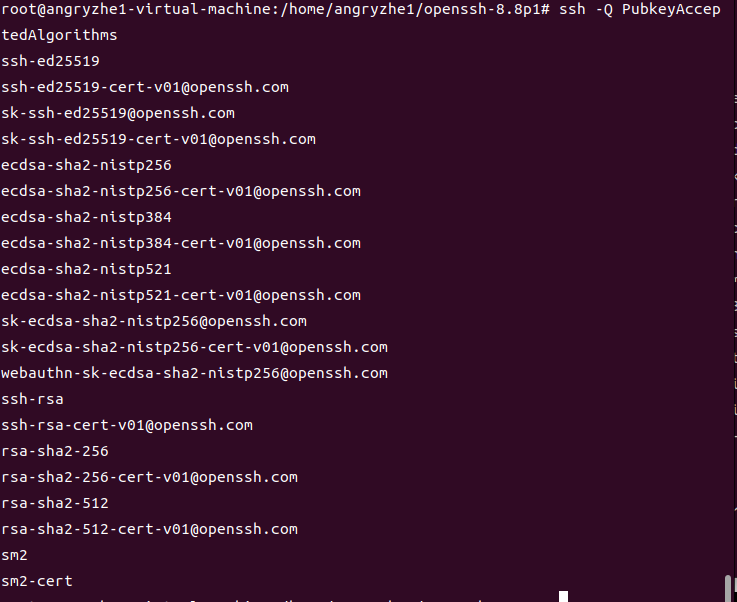 root@angryzhe1-virtual-machine:/home/angryzhe1/openssh-8.8p1# ssh -Q PubkeyAccep
tedAlgorithms
ssh-ed25519
ssh-ed25519-cert-v01@openssh.com
sk-ssh-ed25519@openssh.com
sk-ssh-ed25519-cert-v01@openssh.com
ecdsa-sha2-nistp256
ecdsa-sha2-nistp256-cert-v01@openssh.com
ecdsa-sha2-nistp384
ecdsa-sha2-nistp384-cert-v01@openssh.com
ecdsa-sha2-nistp521
ecdsa-sha2-nistp521-cert-v01@openssh.com
sk-ecdsa-sha2-nistp256@openssh.com
sk-ecdsa-sha2-nistp256-cert-v01@openssh.com
webauthn-sk-ecdsa-sha2-nistp256@openssh.com
ssh-rsa
ssh-rsa-cert-v01@openssh.com
rsa-sha2-256
rsa-sha2-256-cert-v01@openssh.com
rsa-sha2-512
rsa-sha2-512-cert-v01@openssh.com
sm2
sm2-cert